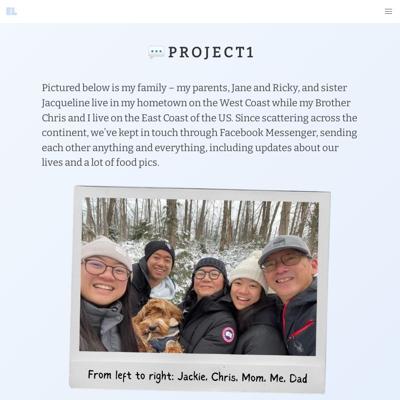 EL
PROJECT1
Pictured below is my family – my parents, Jane and Ricky, and sister
Jacqueline live in my hometown on the West Coast while my Brother
Chris and I live on the East Coast of the US. Since scattering across the
continent, we've kept in touch through Facebook Messenger, sending
each other anything and everything, including updates about our
lives and a lot of food pics.
From left to right: Jackie, Chris, Mom, Me, Dad